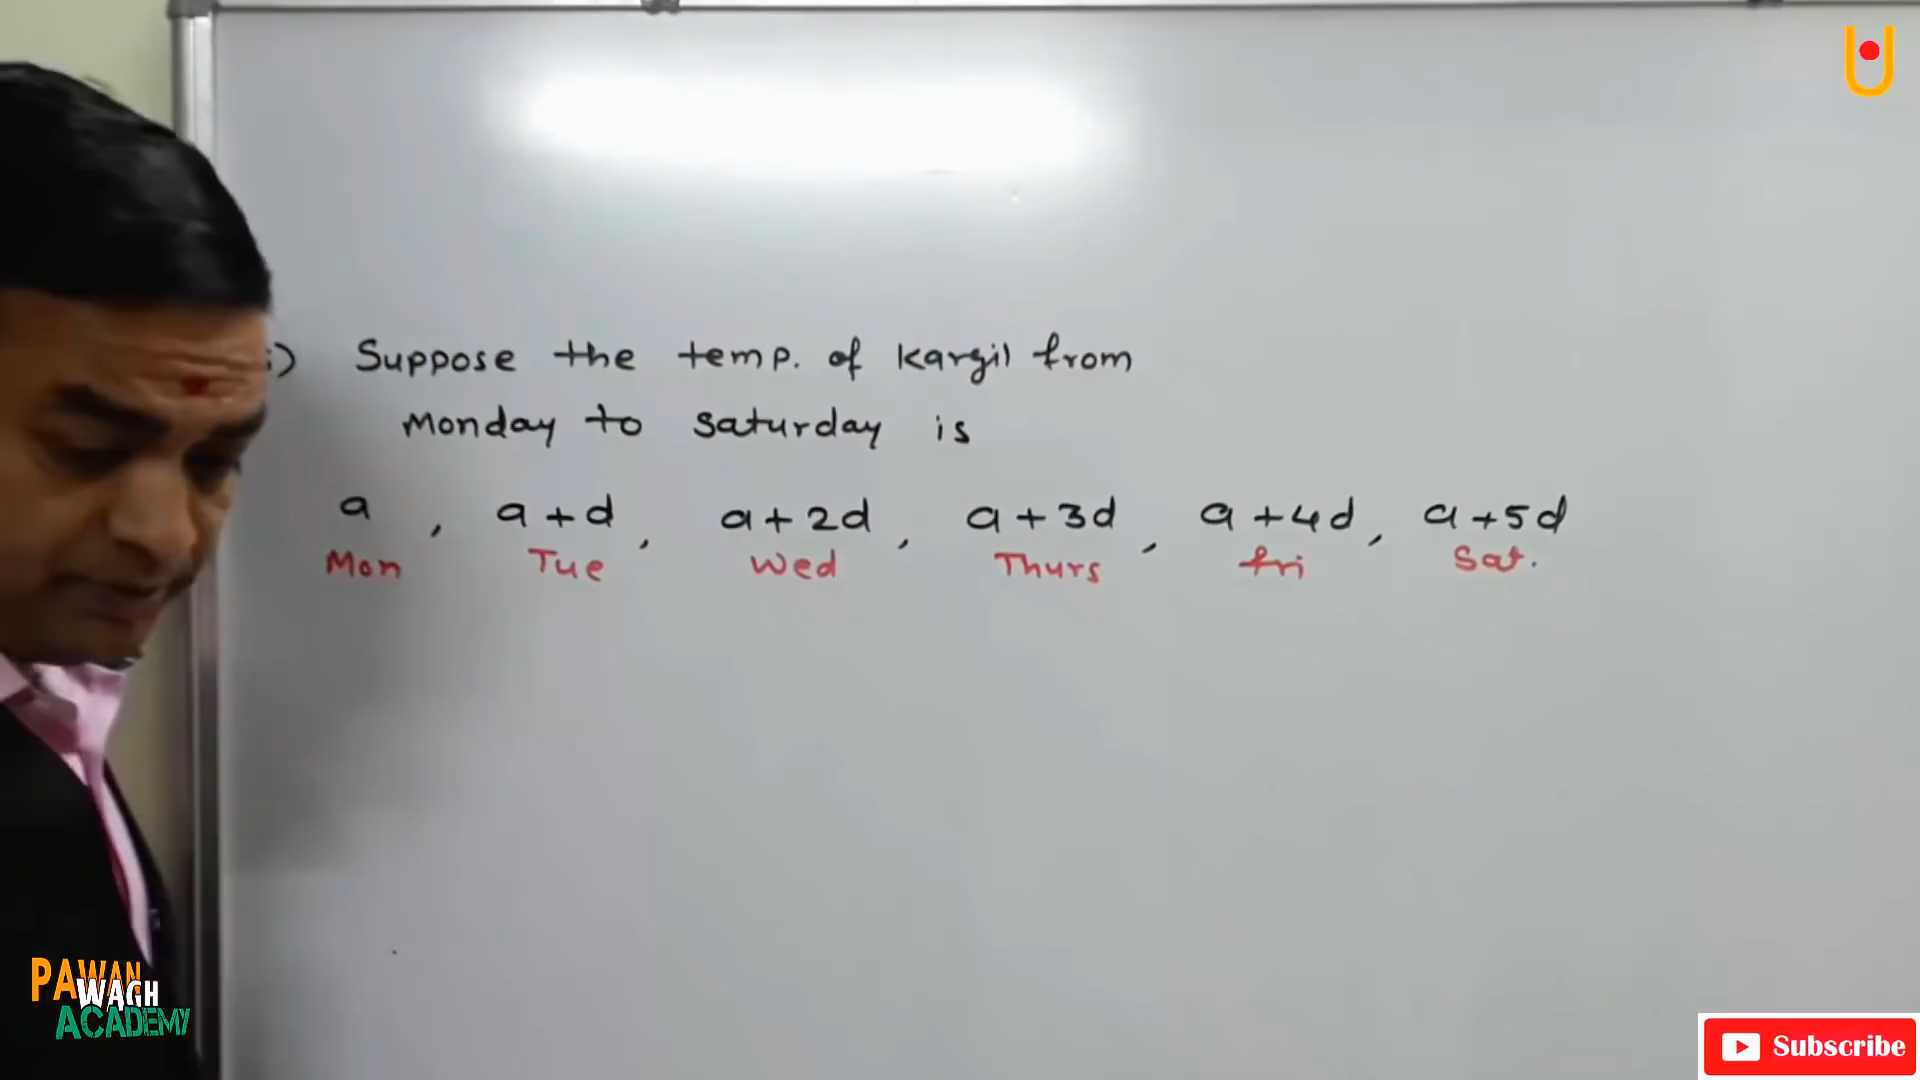 :) Suppose the temp. of Kargil from
Monday to Saturday is
a , a+d , a+2d , a+3d , a+4d , a+5d
Mon Tue Wed Thurs Fri Sat.
PAWAN
WAGH
ACADEMY
Subscribe